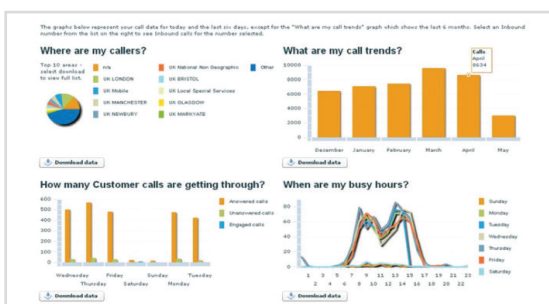 The graphs below represent your call data for today and the last six days, except for the "What are my call trends" graph which shows the last 6 months. Select an Inbound
number from the list on the right to see Inbound calls for the number selected.
Where are my callers?
Top 10 areas -
select download
to view full list.
n/a
UK LONDON
UK Mobile
UK MANCHESTER
UK NEWBURY
UK National Non Geographic
UK BRISTOL
UK Local Special Services
UK GLASGOW
UK MARKYATE
Other
Download data
What are my call trends?
Calls
April
8634
10000
8000
6000
4000
2000
0
December January February March April May
Download data
How many Customer calls are getting through?
600
500
400
300
200
100
0
Wednesday Friday Sunday Tuesday
Thursday Saturday Monday
Answered calls
Unanswered calls
Engaged calls
Download data
When are my busy hours?
80
60
40
20
0
1 3 5 7 9 11 13 15 17 19 21 23
2 4 6 8 10 12 14 16 18 20 22
Sunday
Monday
Tuesday
Wednesday
Thursday
Friday
Saturday
Download data